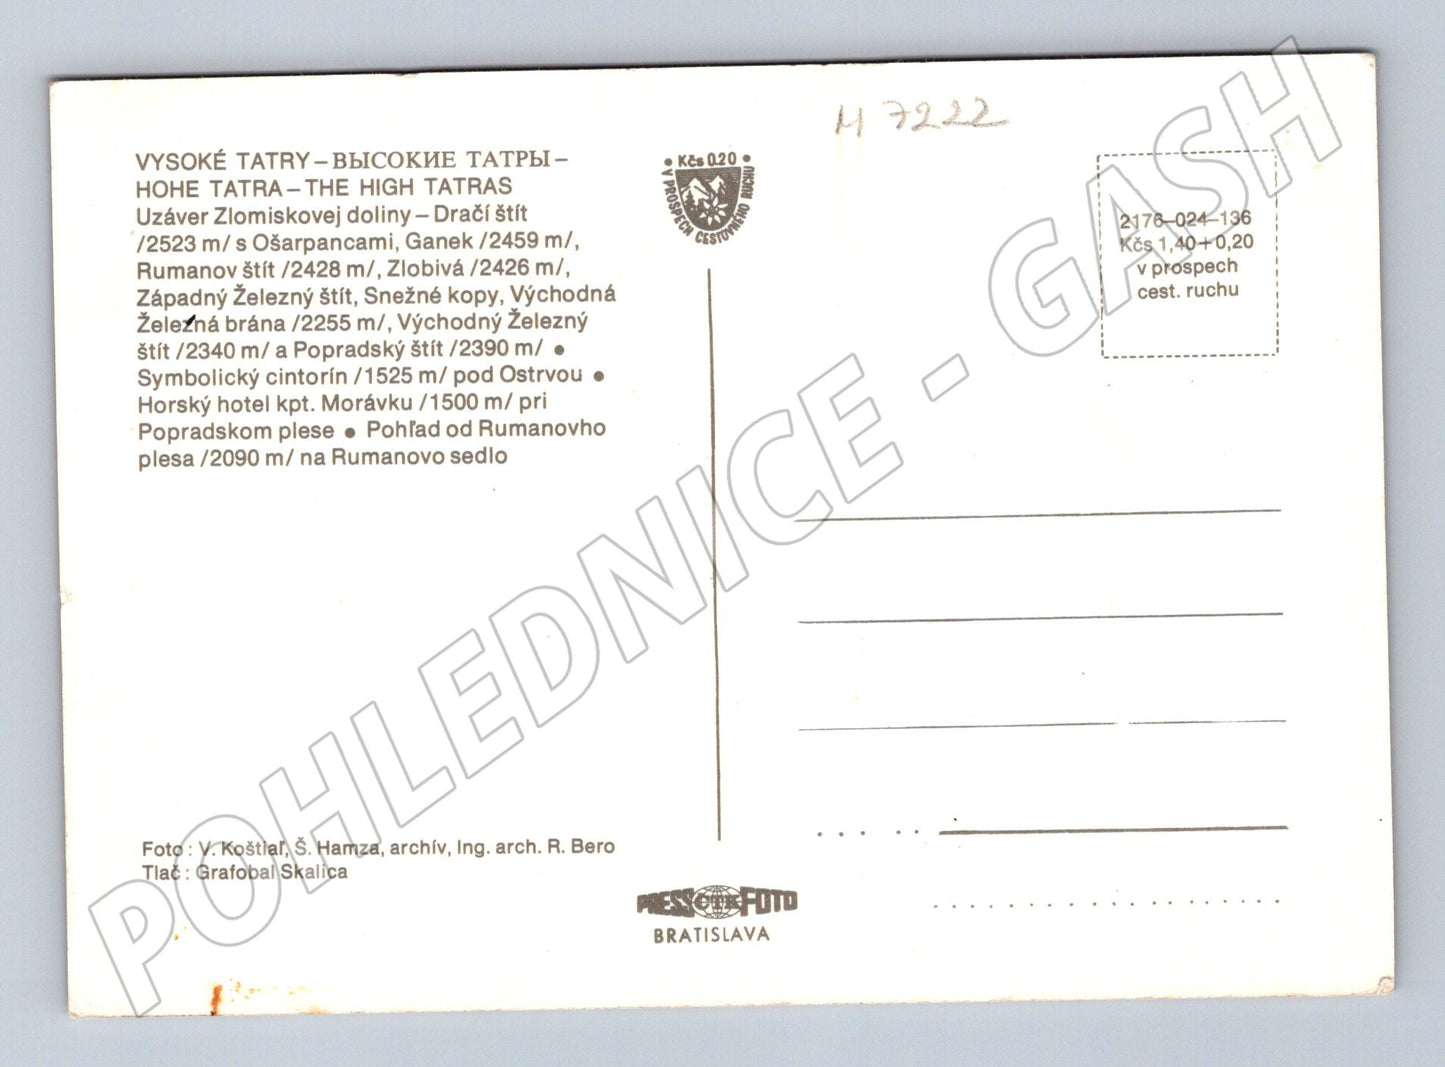 VYSOKÉ TATRY – ВЫСОКИЕ ТАТРЫ –
HOHE TATRA – THE HIGH TATRAS
Uzáver Zlomiskovej doliny – Dračí štít
/2523 m/ s Ošarpancami, Ganek /2459 m/,
Rumanov štít /2428 m/, Zlobivá /2426 m/,
Západný Železný štít, Snežné kopy, Východná
Železná brána /2255 m/, Východný Železný
štít /2340 m/ a Popradský štít /2390 m/ ●
Symbolický cintorín /1525 m/ pod Ostrvou ●
Horský hotel kpt. Morávku /1500 m/ pri
Popradskom plese ● Pohľad od Rumanovho
plesa /2090 m/ na Rumanovo sedlo
Foto : V. Koštiaľ, Š. Hamza, archív, Ing. arch. R. Bero
Tlač : Grafobal Skalica
• Kčs 0.20 •
V PROSPECH CESTOVNÉHO RUCHU
PRESS ČTK FOTO
BRATISLAVA
M 7222
2176–024–136
Kčs 1,40+0,20
v prospech
cest. ruchu
POHLEDNICE - GASH